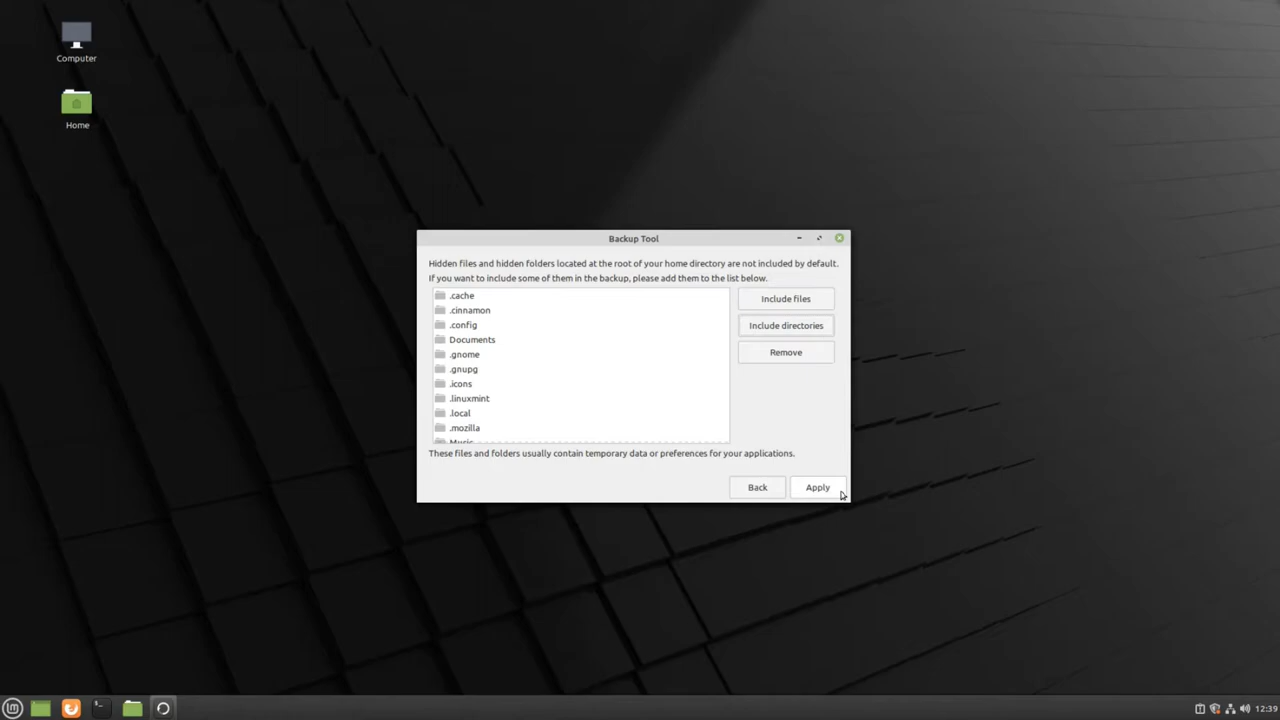 Computer
Home
Backup Tool
Hidden files and hidden folders located at the root of your home directory are not included by default.
If you want to include some of them in the backup, please add them to the list below.
.cache
.cinnamon
.config
Documents
.gnome
.gnupg
.icons
.linuxmint
.local
.mozilla
Music
Include files
Include directories
Remove
These files and folders usually contain temporary data or preferences for your applications.
Back
Apply
12:39